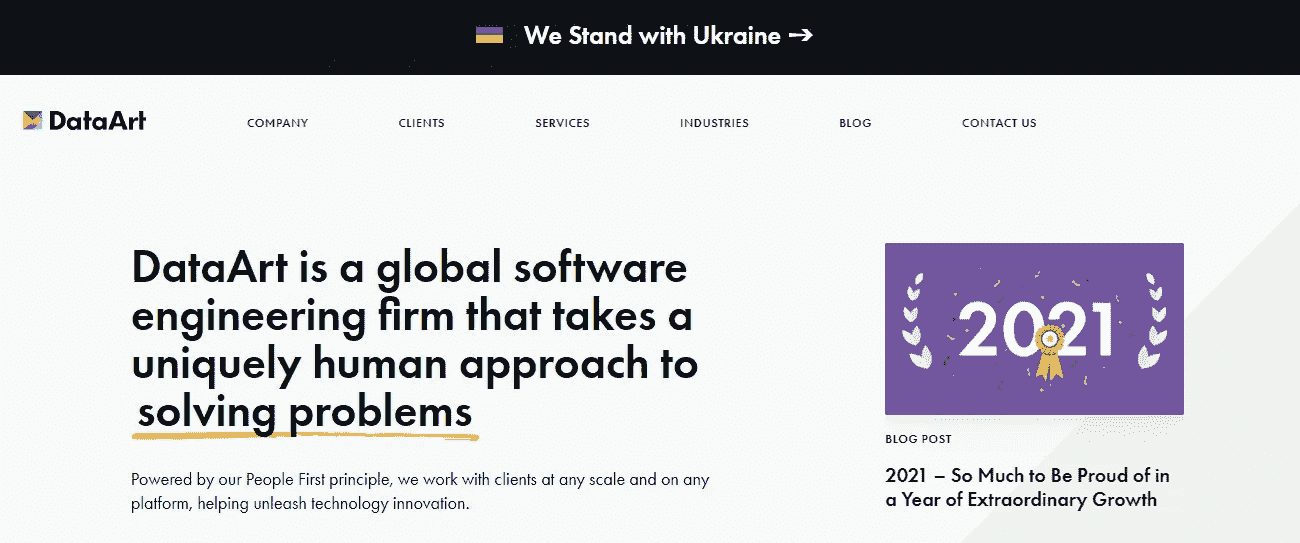 We Stand with Ukraine →
DataArt
COMPANY
CLIENTS
SERVICES
INDUSTRIES
BLOG
CONTACT US
DataArt is a global software
engineering firm that takes a
uniquely human approach to
solving problems
Powered by our People First principle, we work with clients at any scale and on any
platform, helping unleash technology innovation.
2021
BLOG POST
2021 – So Much to Be Proud of in
a Year of Extraordinary Growth